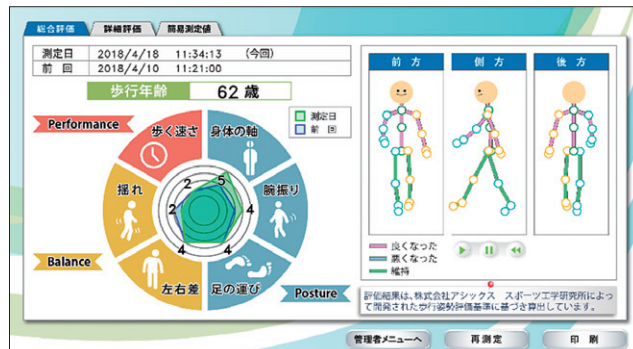 総合評価
詳細評価
簡易測定値
測定日 2018/4/18 11:34:13 (今回)
前 回 2018/4/10 11:21:00
歩行年齢 62 歳
測定日
前 回
Performance
歩く速さ
身体の軸
揺れ
腕振り
2
5
2
4
4
4
Balance
左右差
足の運び
Posture
前 方
側 方
後 方
良くなった
悪くなった
維持
評価結果は、株式会社アシックス スポーツ工学研究所によっ
て開発された歩行姿勢評価基準に基づき算出しています。
管理者メニューへ
再 測 定
印 刷